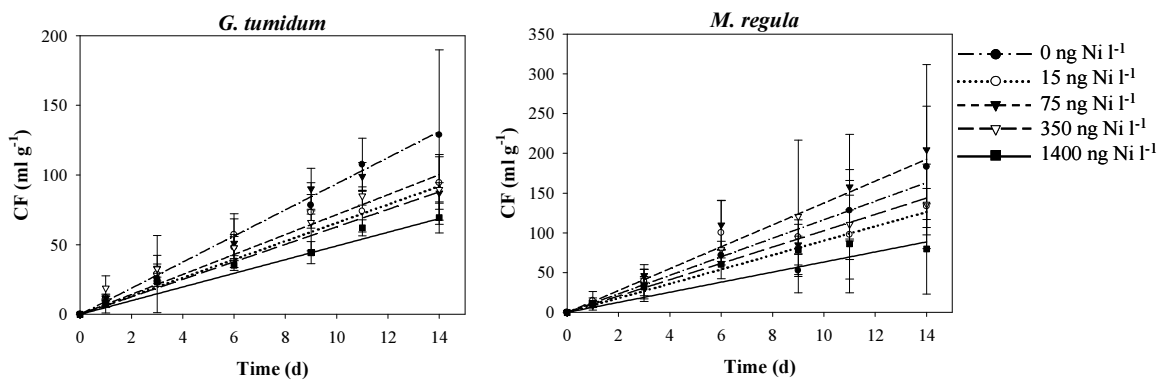 G. tumidum
200
150
100
50
0
CF (ml g⁻¹)
0 2 4 6 8 10 12 14
Time (d)
M. regula
350
300
250
200
150
100
50
0
CF (ml g⁻¹)
0 2 4 6 8 10 12 14
Time (d)
0 ng Ni l⁻¹
15 ng Ni l⁻¹
75 ng Ni l⁻¹
350 ng Ni l⁻¹
1400 ng Ni l⁻¹